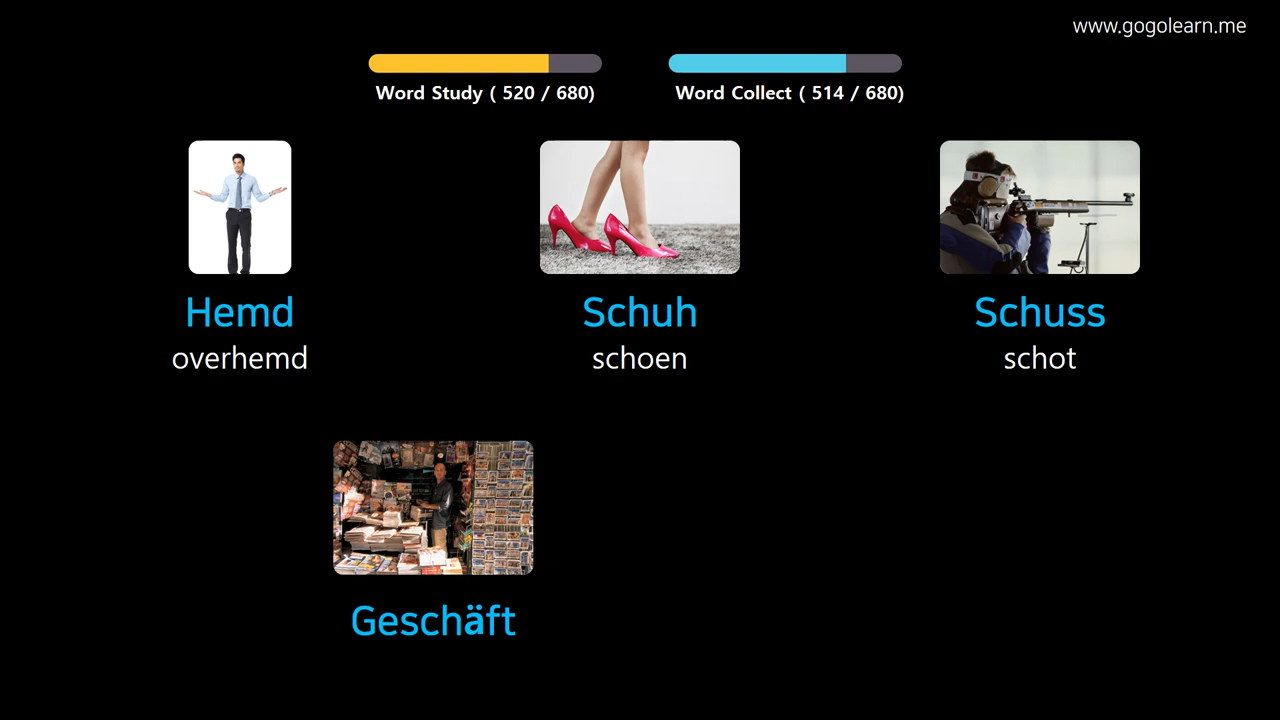 www.gogolearn.me
Word Study ( 520 / 680)
Word Collect ( 514 / 680)
Hemd
Schuh
Schuss
overhemd
schoen
schot
Geschäft